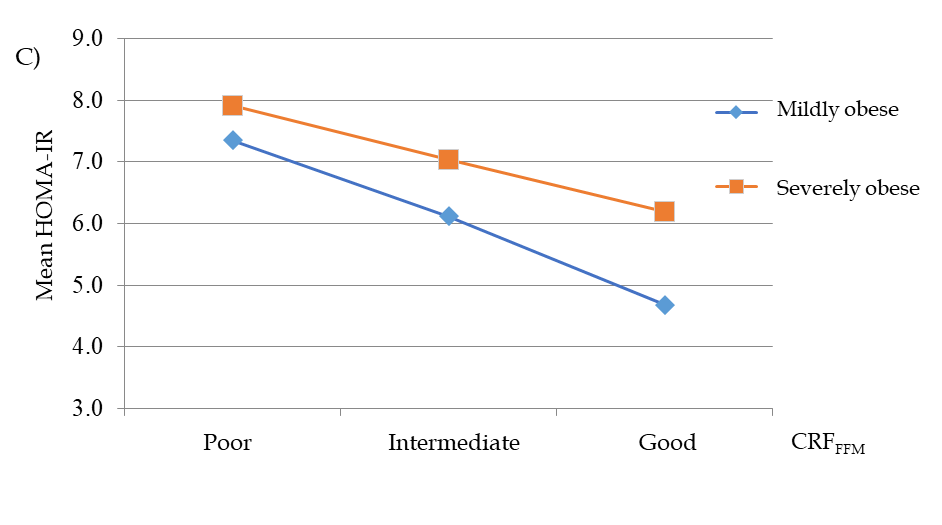 C)
Mean HOMA-IR
9.0
8.0
7.0
6.0
5.0
4.0
3.0
Poor
Intermediate
Good
CRFFFM
Mildly obese
Severely obese